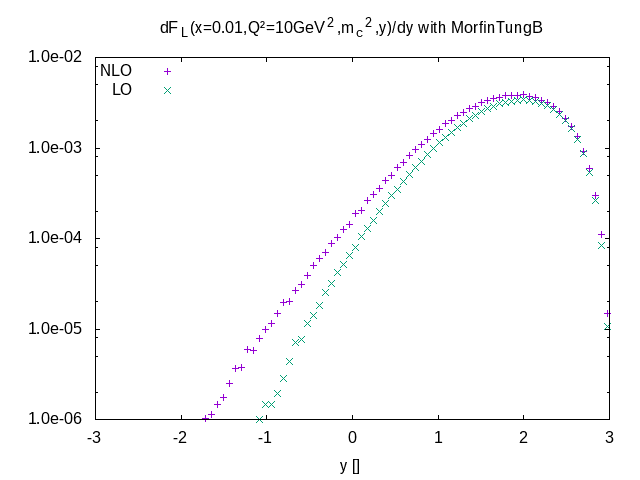 dF_L(x=0.01,Q²=10GeV^2,m_c^2,y)/dy with MorfinTungB
1.0e-02
NLO
LO
1.0e-03
1.0e-04
1.0e-05
1.0e-06
-3 -2 -1 0 1 2 3
y []